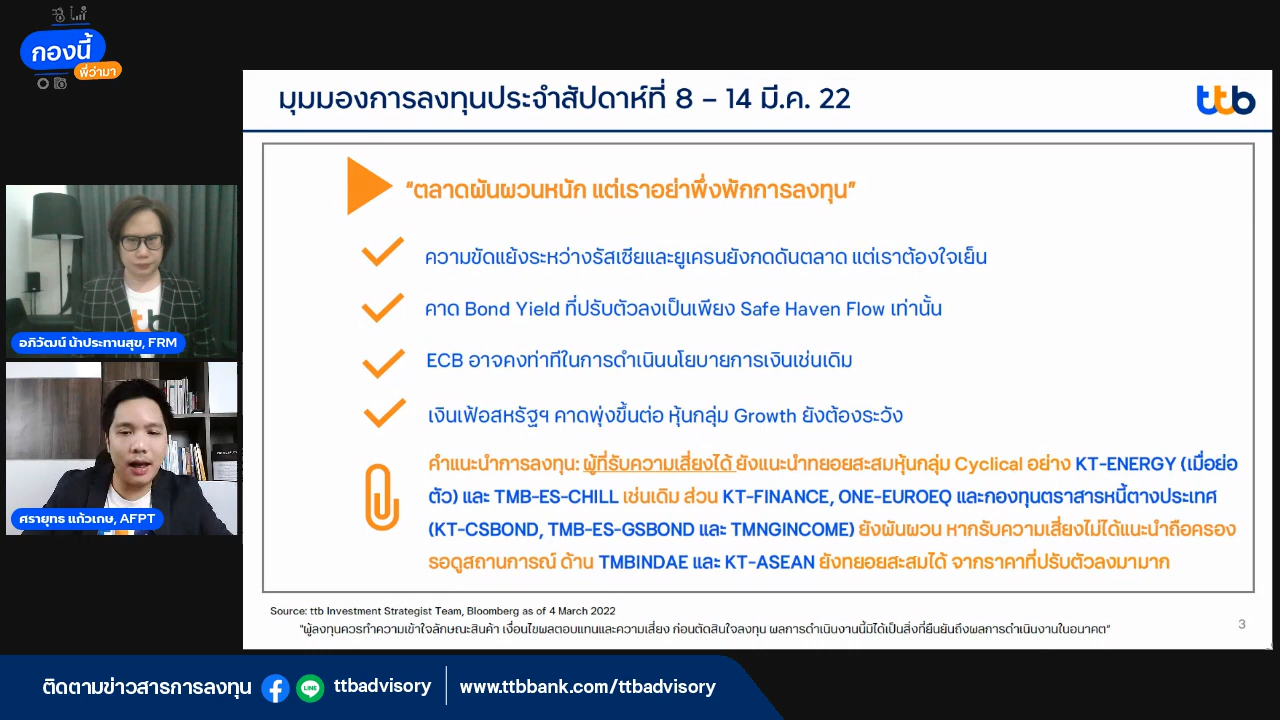 กองนี้
พี่ว่ามา
มุมมองการลงทุนประจำสัปดาห์ที่ 8 – 14 มี.ค. 22
ttb
“ตลาดผันผวนหนัก แต่เราอย่าพึ่งพักการลงทุน”
ความขัดแย้งระหว่างรัสเซียและยูเครนยังกดดันตลาด แต่เราต้องใจเย็น
คาด Bond Yield ที่ปรับตัวลงเป็นเพียง Safe Haven Flow เท่านั้น
ECB อาจคงท่าทีในการดำเนินนโยบายการเงินเช่นเดิม
เงินเฟ้อสหรัฐฯ คาดพุ่งขึ้นต่อ หุ้นกลุ่ม Growth ยังต้องระวัง
คำแนะนำการลงทุน: ผู้ที่รับความเสี่ยงได้ ยังแนะนำทยอยสะสมหุ้นกลุ่ม Cyclical อย่าง KT-ENERGY (เมื่อย่อ
ตัว) และ TMB-ES-CHILL เช่นเดิม ส่วน KT-FINANCE, ONE-EUROEQ และกองทุนตราสารหนี้ต่างประเทศ
(KT-CSBOND, TMB-ES-GSBOND และ TMNGINCOME) ยังผันผวน หากรับความเสี่ยงไม่ได้แนะนำถือครอง
รอดูสถานการณ์ ด้าน TMBINDAE และ KT-ASEAN ยังทยอยสะสมได้ จากราคาที่ปรับตัวลงมามาก
Source: ttb Investment Strategist Team, Bloomberg as of 4 March 2022
"ผู้ลงทุนควรทำความเข้าใจลักษณะสินค้า เงื่อนไขผลตอบแทนและความเสี่ยง ก่อนตัดสินใจลงทุน ผลการดำเนินงานนี้มิได้เป็นสิ่งที่ยืนยันถึงผลการดำเนินงานในอนาคต"
3
อภิวัฒน์ น้าประทานสุข, FRM
ศรายุทธ แก้วเกษ, AFPT
ติดตามข่าวสารการลงทุน
LINE
ttbadvisory
www.ttbbank.com/ttbadvisory